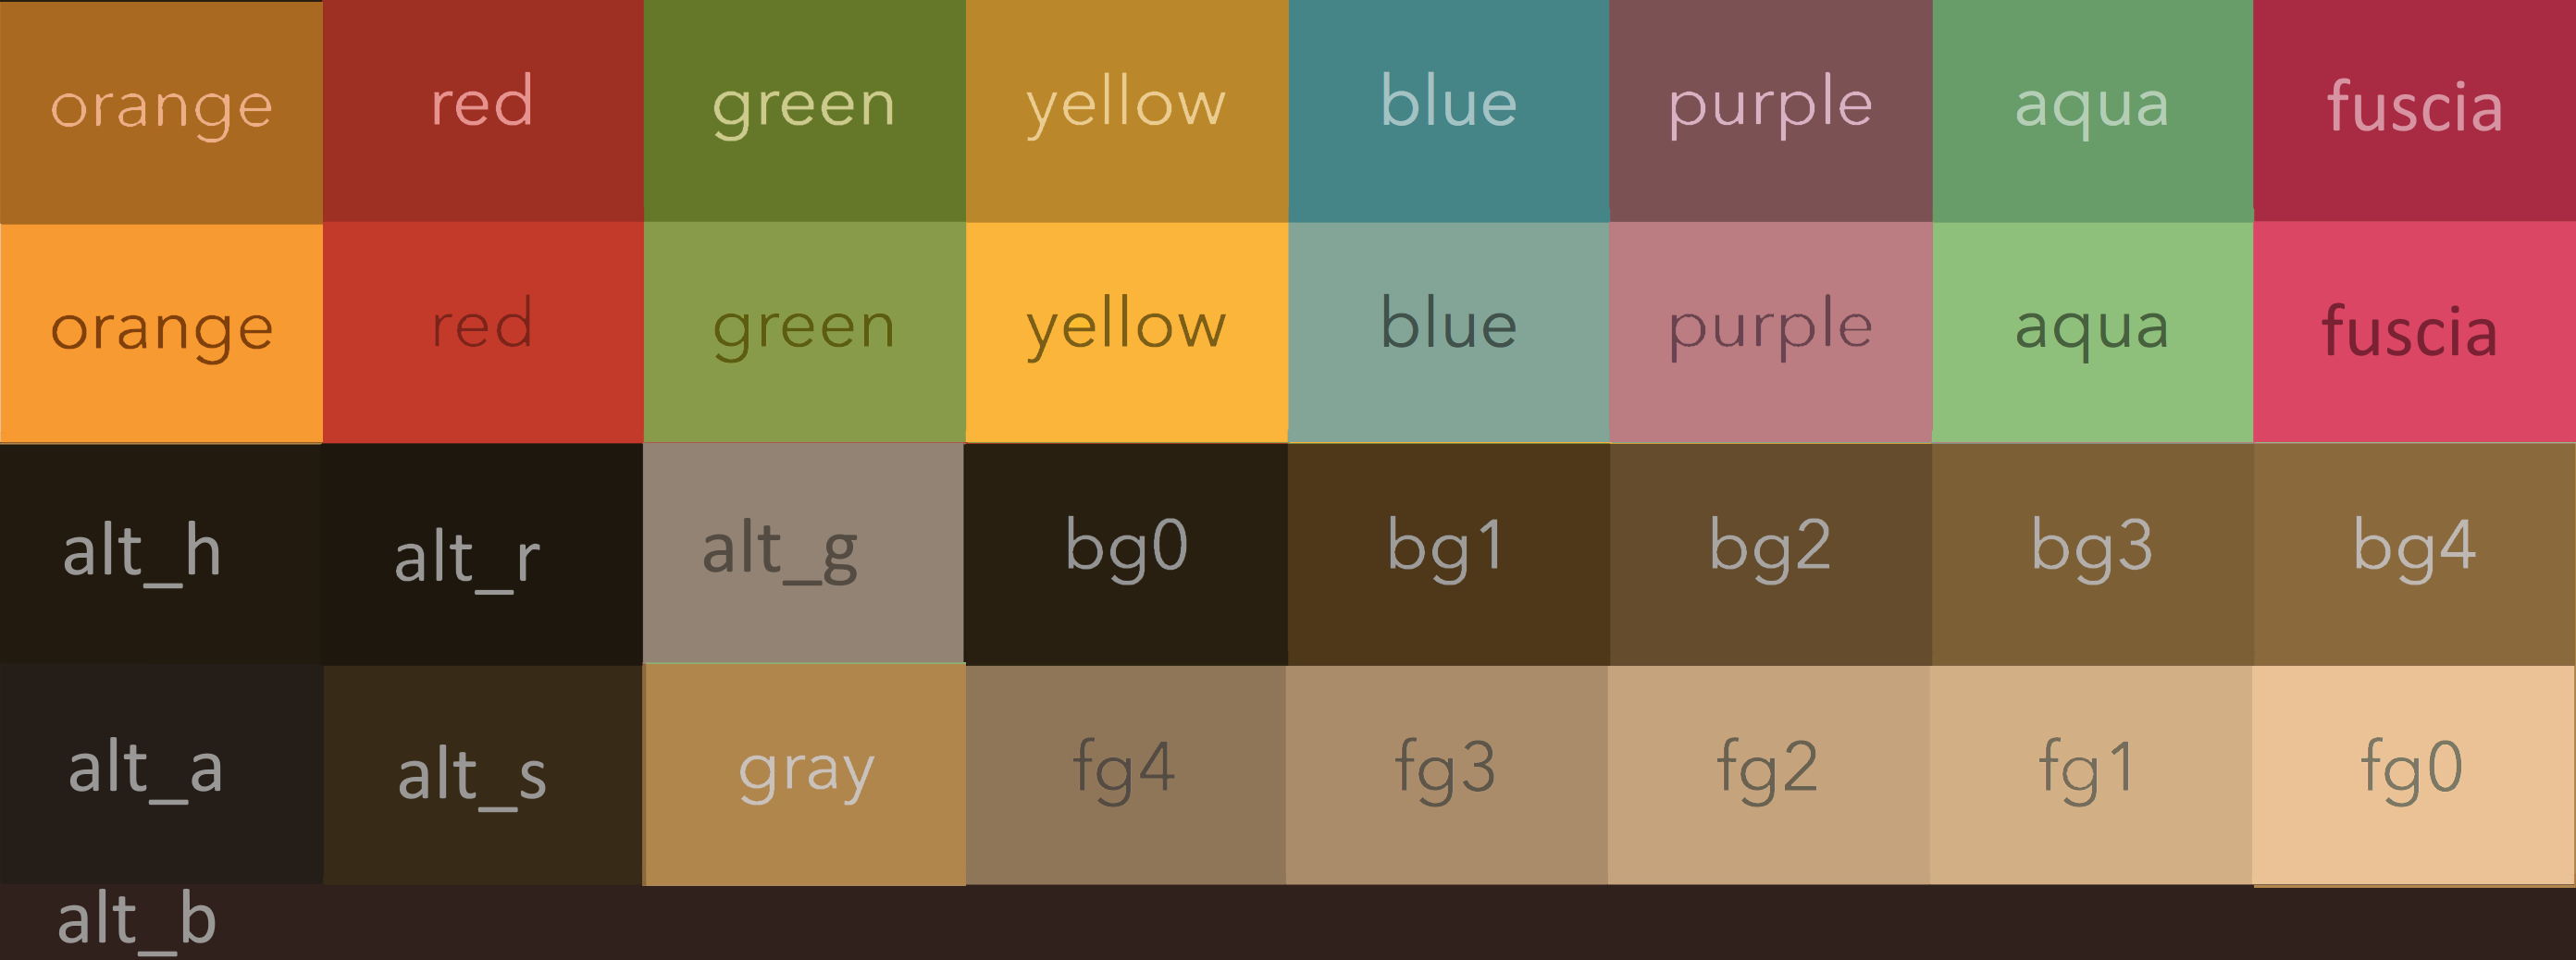 orange red green yellow blue purple aqua fuscia
orange red green yellow blue purple aqua fuscia
alt_h alt_r alt_g bg0 bg1 bg2 bg3 bg4
alt_a alt_s gray fg4 fg3 fg2 fg1 fg0
alt_b